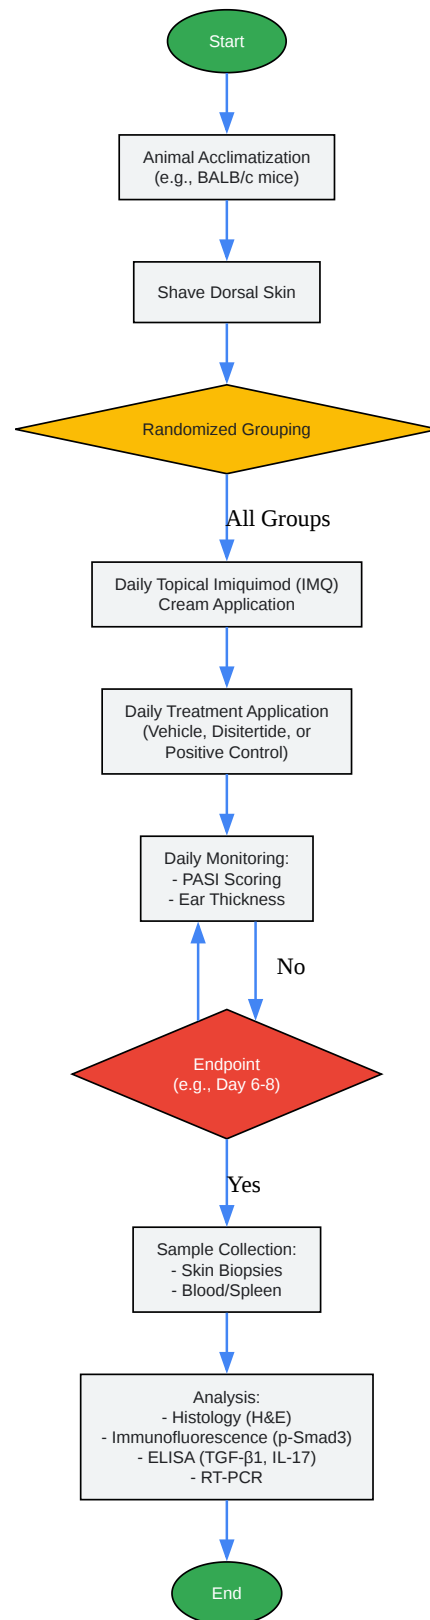 Start
Animal Acclimatization
(e.g., BALB/c mice)
Shave Dorsal Skin
Randomized Grouping
All Groups
Daily Topical Imiquimod (IMQ)
Cream Application
Daily Treatment Application
(Vehicle, Disitertide, or
Positive Control)
Daily Monitoring:
- PASI Scoring
- Ear Thickness
No
Endpoint
(e.g., Day 6-8)
Yes
Sample Collection:
- Skin Biopsies
- Blood/Spleen
Analysis:
- Histology (H&E)
- Immunofluorescence (p-Smad3)
- ELISA (TGF-β1, IL-17)
- RT-PCR
End